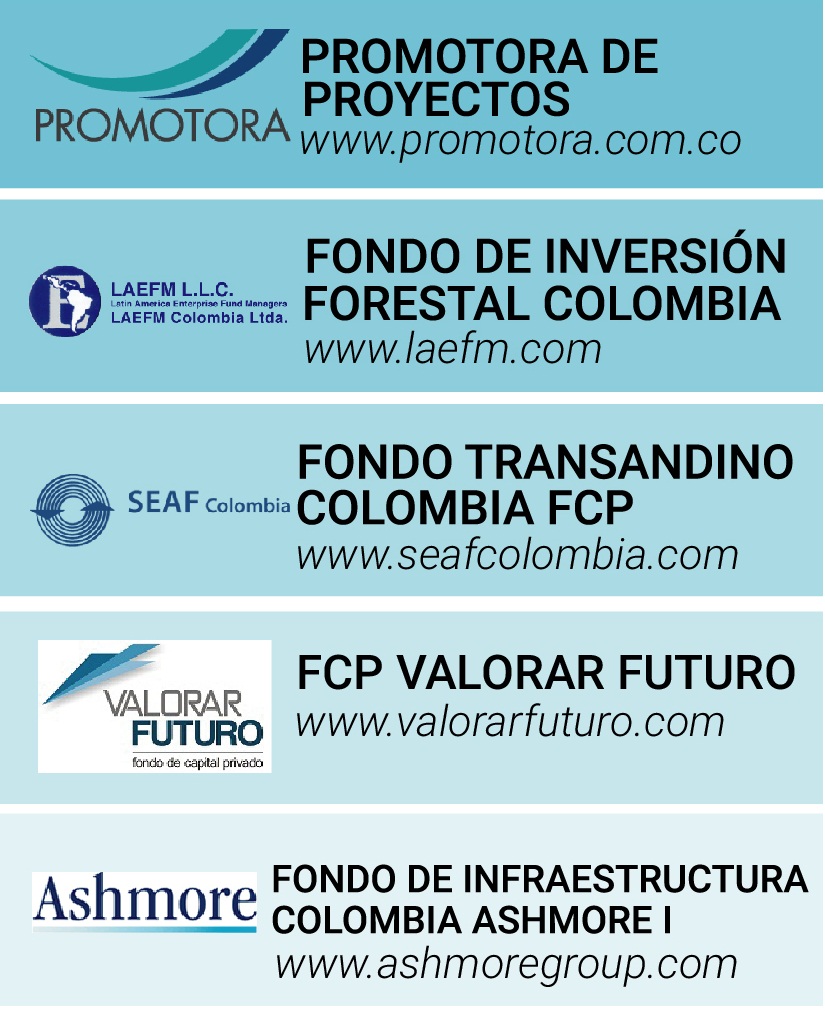 PROMOTORA
PROMOTORA DE
PROYECTOS
www.promotora.com.co
LAEFM L.L.C.
Latin America Enterprise Fund Managers
LAEFM Colombia Ltda.
FONDO DE INVERSIÓN
FORESTAL COLOMBIA
www.laefm.com
SEAF Colombia
FONDO TRANSANDINO
COLOMBIA FCP
www.seafcolombia.com
VALORAR
FUTURO
fondo de capital privado
FCP VALORAR FUTURO
www.valorarfuturo.com
Ashmore
FONDO DE INFRAESTRUCTURA
COLOMBIA ASHMORE I
www.ashmoregroup.com